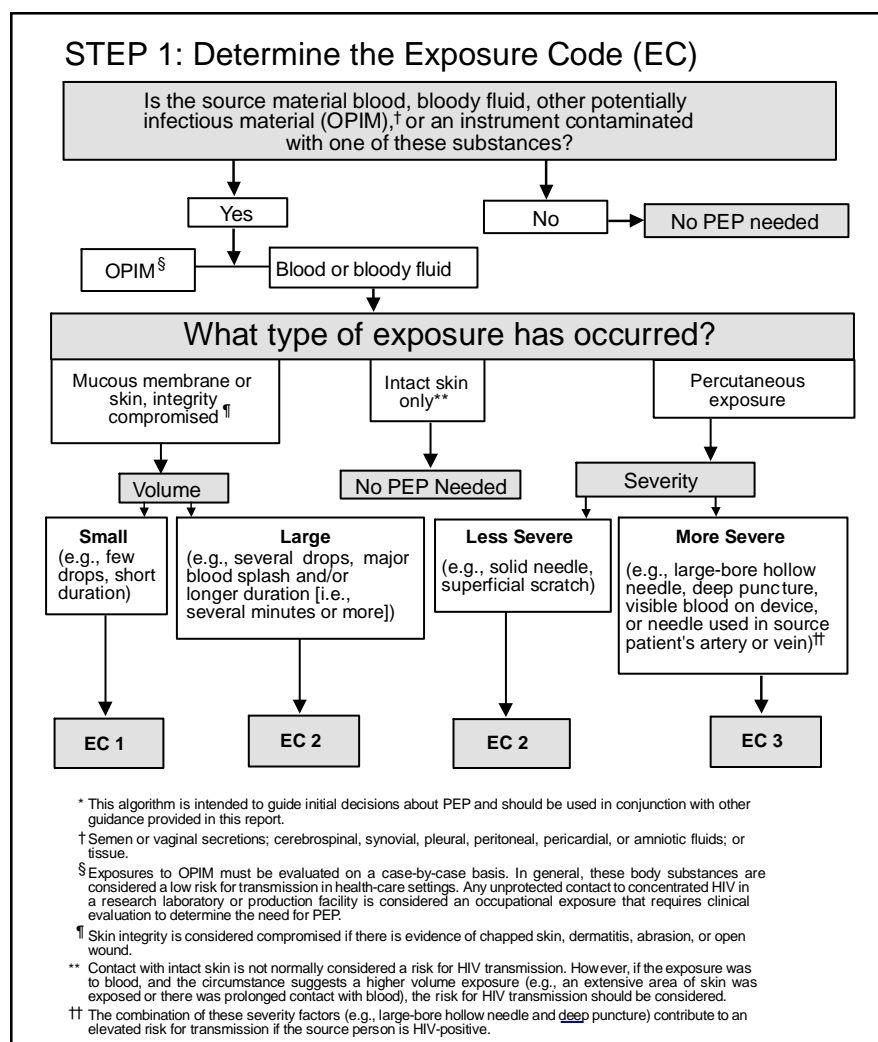 STEP 1: Determine the Exposure Code (EC)
Is the source material blood, bloody fluid, other potentially
infectious material (OPIM),† or an instrument contaminated
with one of these substances?
Yes
No
No PEP needed
OPIM§
Blood or bloody fluid
What type of exposure has occurred?
Mucous membrane or
skin, integrity
compromised ¶
Intact skin
only**
Percutaneous
exposure
Volume
No PEP Needed
Severity
Small
(e.g., few
drops, short
duration)
Large
(e.g., several drops, major
blood splash and/or
longer duration [i.e.,
several minutes or more])
Less Severe
(e.g., solid needle,
superficial scratch)
More Severe
(e.g., large-bore hollow
needle, deep puncture,
visible blood on device,
or needle used in source
patient's artery or vein)††
EC 1
EC 2
EC 2
EC 3
* This algorithm is intended to guide initial decisions about PEP and should be used in conjunction with other
guidance provided in this report.
† Semen or vaginal secretions; cerebrospinal, synovial, pleural, peritoneal, pericardial, or amniotic fluids; or
tissue.
§ Exposures to OPIM must be evaluated on a case-by-case basis. In general, these body substances are
considered a low risk for transmission in health-care settings. Any unprotected contact to concentrated HIV in
a research laboratory or production facility is considered an occupational exposure that requires clinical
evaluation to determine the need for PEP.
¶ Skin integrity is considered compromised if there is evidence of chapped skin, dermatitis, abrasion, or open
wound.
** Contact with intact skin is not normally considered a risk for HIV transmission. However, if the exposure was
to blood, and the circumstance suggests a higher volume exposure (e.g., an extensive area of skin was
exposed or there was prolonged contact with blood), the risk for HIV transmission should be considered.
†† The combination of these severity factors (e.g., large-bore hollow needle and deep puncture) contribute to an
elevated risk for transmission if the source person is HIV-positive.